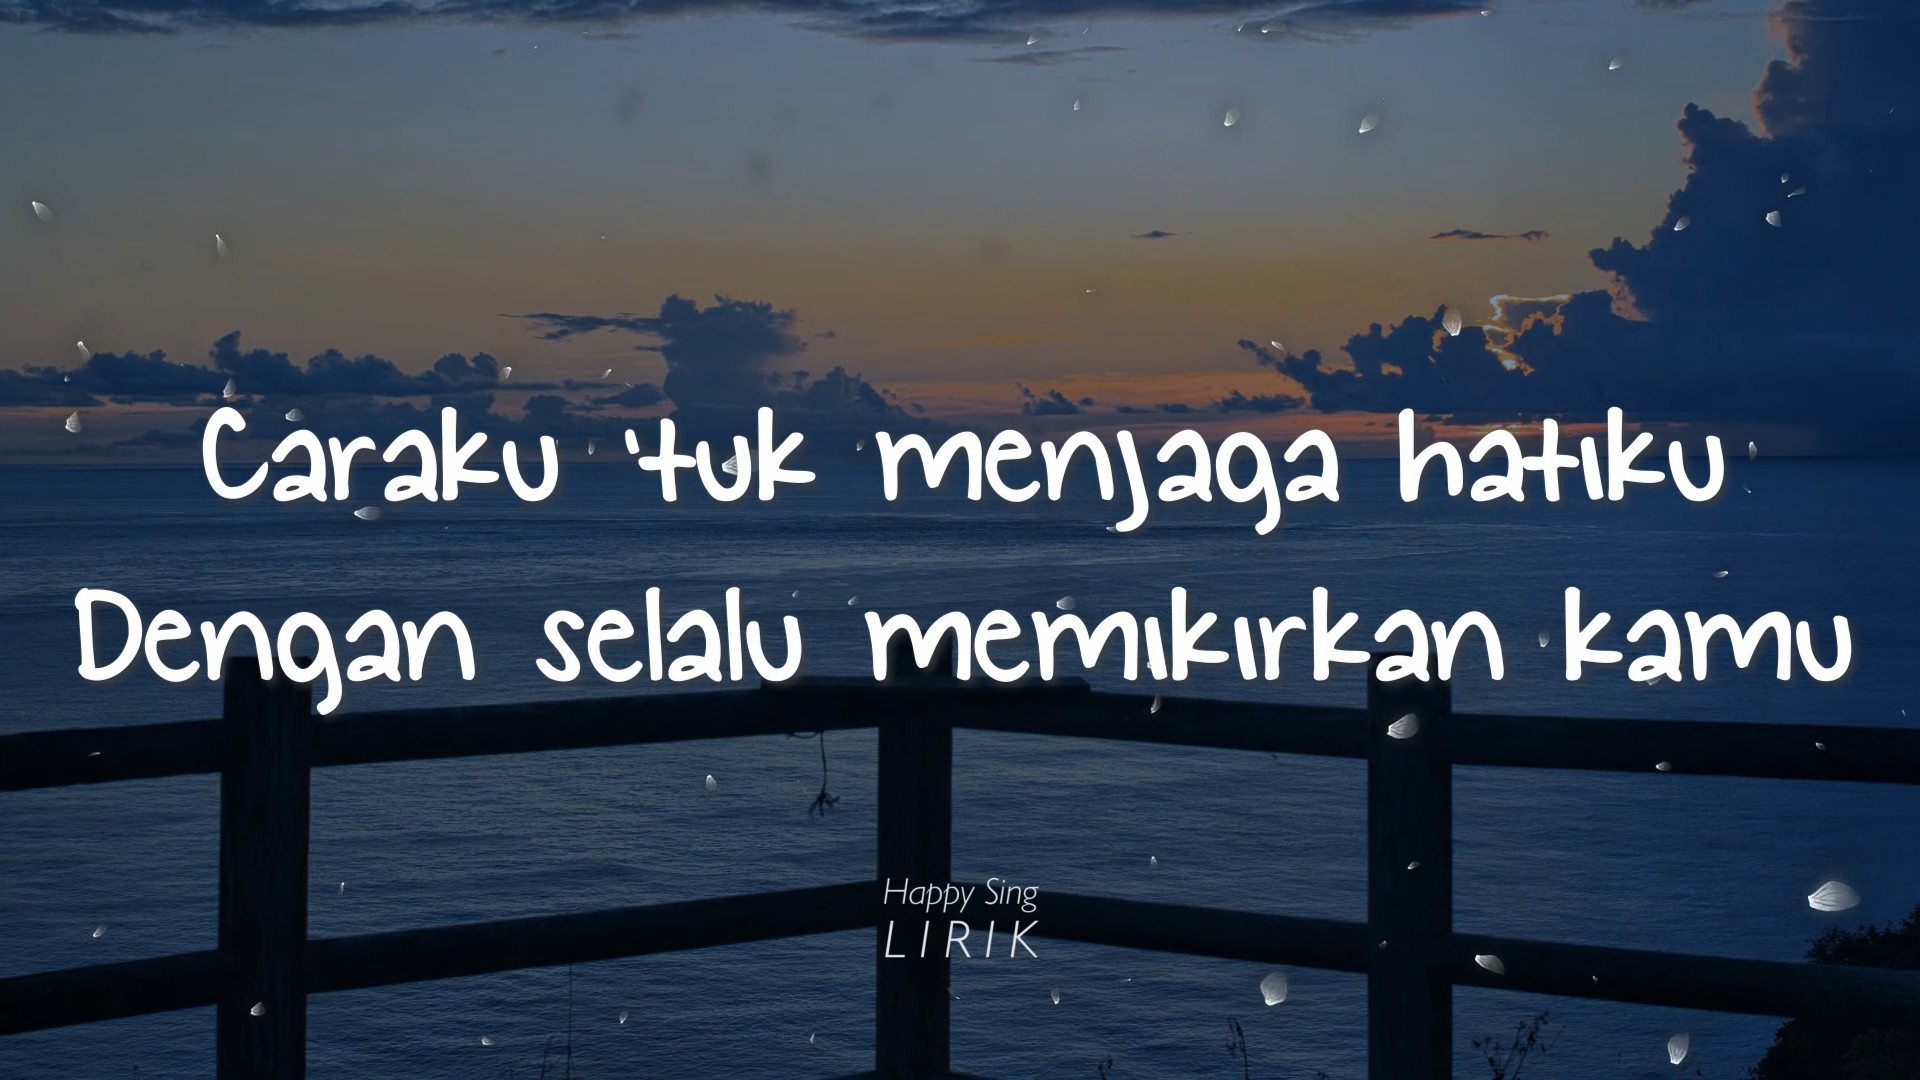 Caraku 'tuk menjaga hatiku
Dengan selalu memikirkan kamu
Happy Sing
LIRIK